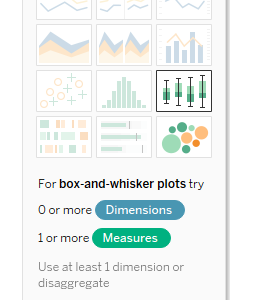 For box-and-whisker plots try
0 or more Dimensions
1 or more Measures
Use at least 1 dimension or
disaggregate